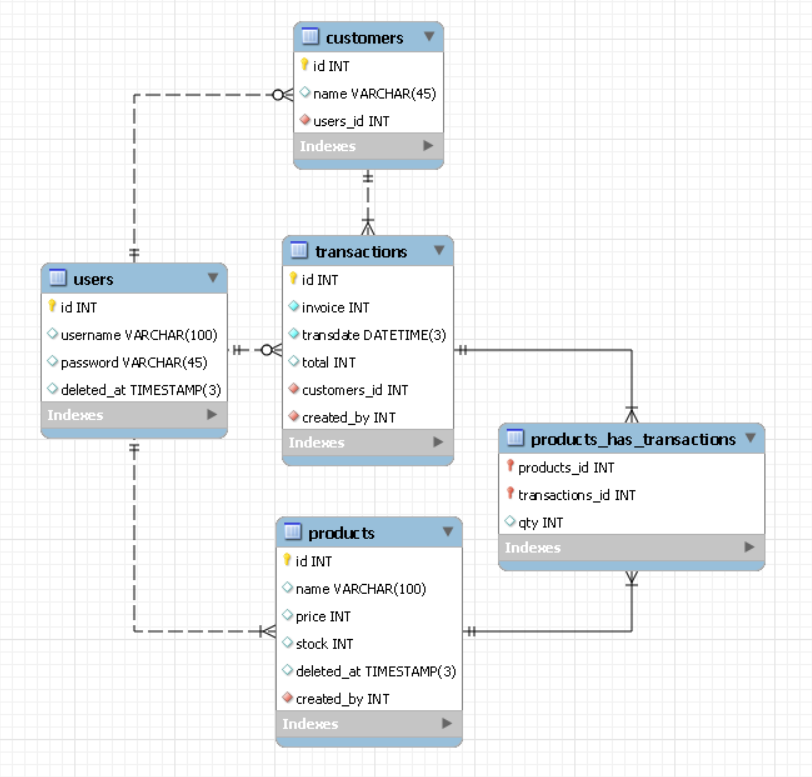 customers
id INT
name VARCHAR(45)
users_id INT
Indexes
users
id INT
username VARCHAR(100)
password VARCHAR(45)
deleted_at TIMESTAMP(3)
Indexes
transactions
id INT
invoice INT
transdate DATETIME(3)
total INT
customers_id INT
created_by INT
Indexes
products_has_transactions
products_id INT
transactions_id INT
qty INT
Indexes
products
id INT
name VARCHAR(100)
price INT
stock INT
deleted_at TIMESTAMP(3)
created_by INT
Indexes